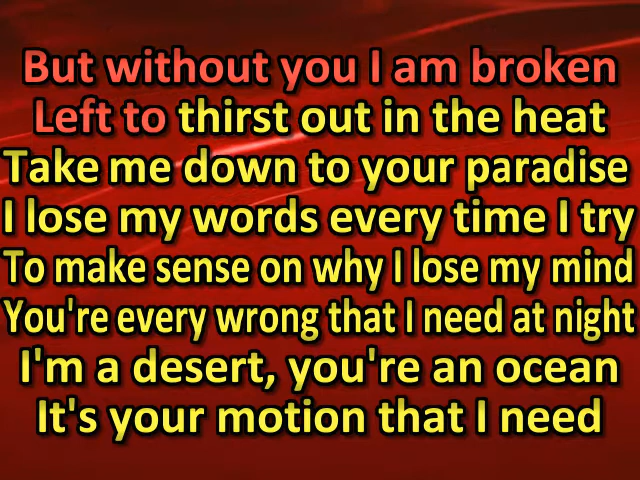 But without you I am broken
Left to thirst out in the heat
Take me down to your paradise
I lose my words every time I try
To make sense on why I lose my mind
You're every wrong that I need at night
I'm a desert, you're an ocean
It's your motion that I need